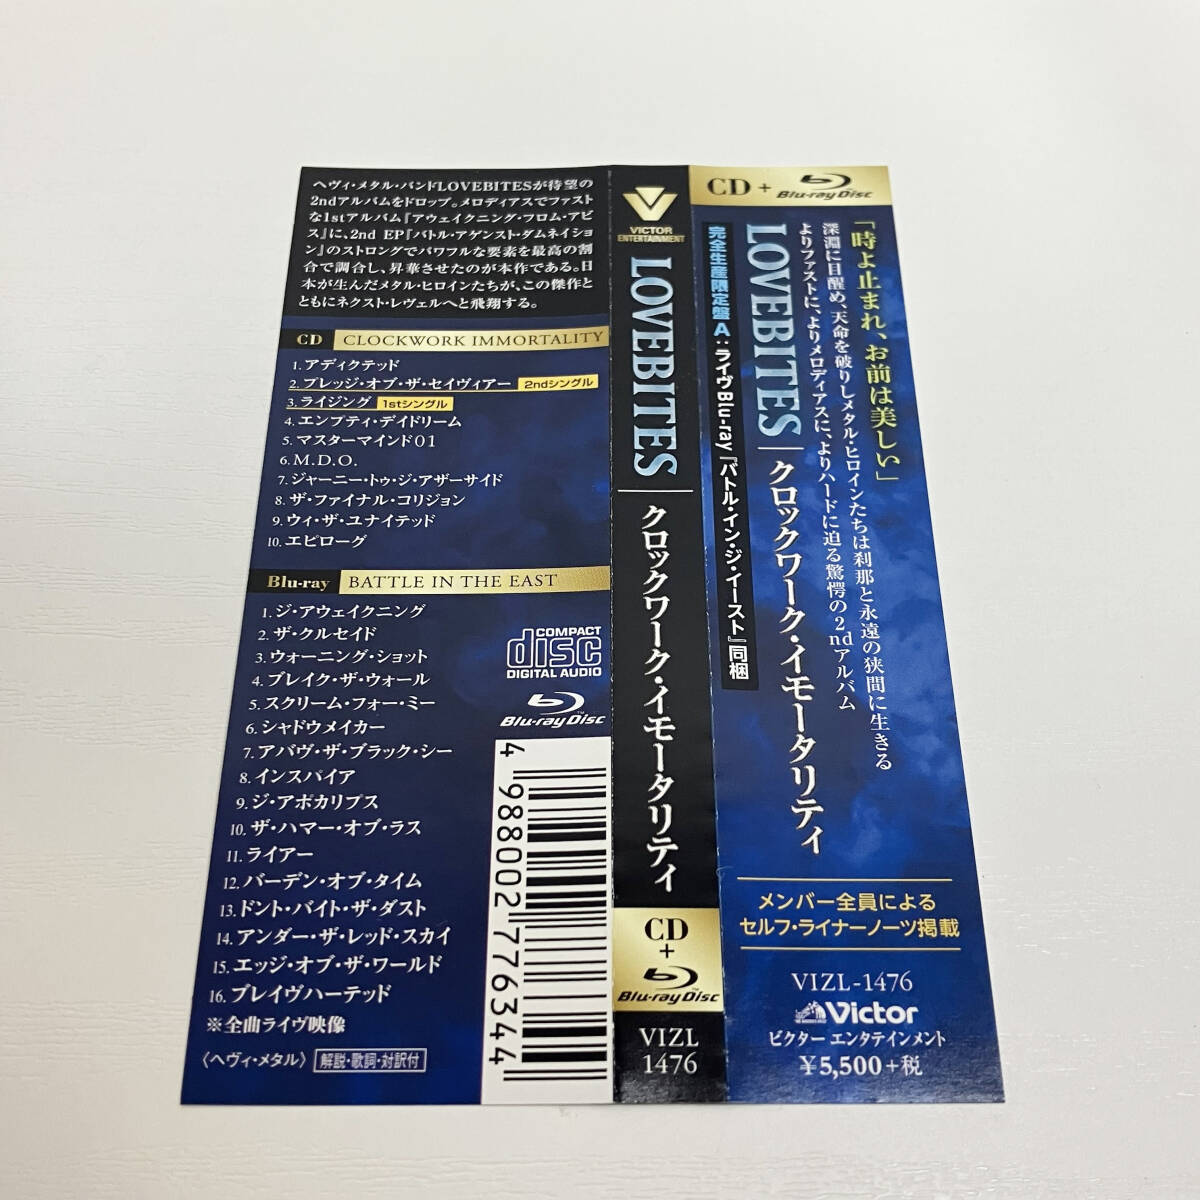 ヘヴィ・メタル・バンドLOVEBITESが待望の
2ndアルバムをドロップ。メロディアスでファスト
な1stアルバム『アウェイクニング・フロム・アビ
ス』に、2nd EP『バトル・アゲンスト・ダムネイショ
ン』のストロングでパワフルな要素を最高の割
合で調合し、昇華させたのが本作である。日
本が生んだメタル・ヒロインたちが、この傑作と
ともにネクスト・レヴェルへと飛翔する。
CD CLOCKWORK IMMORTALITY
1. アディクテッド
2. プレッジ・オブ・ザ・セイヴィアー 2ndシングル
3. ライジング 1stシングル
4. エンプティ・デイドリーム
5. マスターマインド01
6. M.D.O.
7. ジャーニー・トゥ・ジ・アザーサイド
8. ザ・ファイナル・コリジョン
9. ウィ・ザ・ユナイテッド
10. エピローグ
Blu-ray BATTLE IN THE EAST
1. ジ・アウェイクニング
2. ザ・クルセイド
3. ウォーニング・ショット
4. ブレイク・ザ・ウォール
5. スクリーム・フォー・ミー
6. シャドウメイカー
7. アバヴ・ザ・ブラック・シー
8. インスパイア
9. ジ・アポカリプス
10. ザ・ハマー・オブ・ラス
11. ライアー
12. バーデン・オブ・タイム
13. ドント・バイト・ザ・ダスト
14. アンダー・ザ・レッド・スカイ
15. エッジ・オブ・ザ・ワールド
16. ブレイヴハーテッド
※全曲ライヴ映像
〈ヘヴィ・メタル〉 解説・歌詞・対訳付
COMPACT
disc
DIGITAL AUDIO
Blu-ray Disc
4 988002 776344
VICTOR
ENTERTAINMENT
LOVEBITES
クロックワーク・イモータリティ
CD
+
Blu-ray Disc
VIZL
1476
CD + Blu-ray Disc
「時よ止まれ、お前は美しい」
深淵に目醒め、天命を破りしメタル・ヒロインたちは刹那と永遠の狭間に生きる
よりファストに、よりメロディアスに、よりハードに迫る驚愕の2ndアルバム
LOVEBITES クロックワーク・イモータリティ
完全生産限定盤A:ライヴBlu-ray『バトル・イン・ジ・イースト』同梱
メンバー全員による
セルフ・ライナーノーツ掲載
VIZL-1476
Victor
ビクター エンタテインメント
¥5,500+税